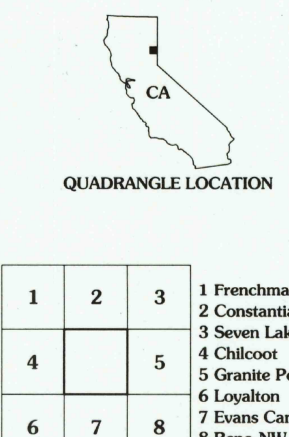 CA
QUADRANGLE LOCATION
1 2 3
4 5
6 7 8
1 Frenchma
2 Constantia
3 Seven Lak
4 Chilcoot
5 Granite Pe
6 Loyalton
7 Evans Can
8 Reno NW